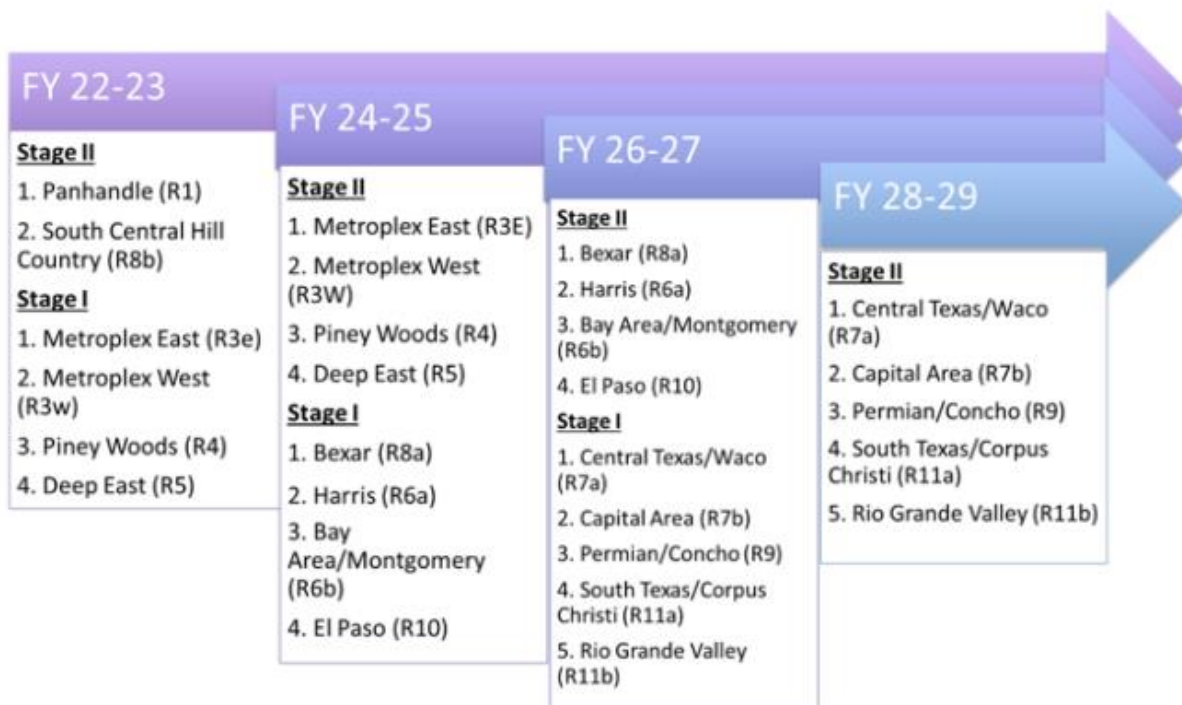 FY 22-23
Stage II
1. Panhandle (R1)
2. South Central Hill
Country (R8b)
Stage I
1. Metroplex East (R3e)
2. Metroplex West
(R3w)
3. Piney Woods (R4)
4. Deep East (R5)
FY 24-25
Stage II
1. Metroplex East (R3E)
2. Metroplex West
(R3W)
3. Piney Woods (R4)
4. Deep East (R5)
Stage I
1. Bexar (R8a)
2. Harris (R6a)
3. Bay
Area/Montgomery
(R6b)
4. El Paso (R10)
FY 26-27
Stage II
1. Bexar (R8a)
2. Harris (R6a)
3. Bay Area/Montgomery
(R6b)
4. El Paso (R10)
Stage I
1. Central Texas/Waco
(R7a)
2. Capital Area (R7b)
3. Permian/Concho (R9)
4. South Texas/Corpus
Christi (R11a)
5. Rio Grande Valley
(R11b)
FY 28-29
Stage II
1. Central Texas/Waco
(R7a)
2. Capital Area (R7b)
3. Permian/Concho (R9)
4. South Texas/Corpus
Christi (R11a)
5. Rio Grande Valley (R11b)